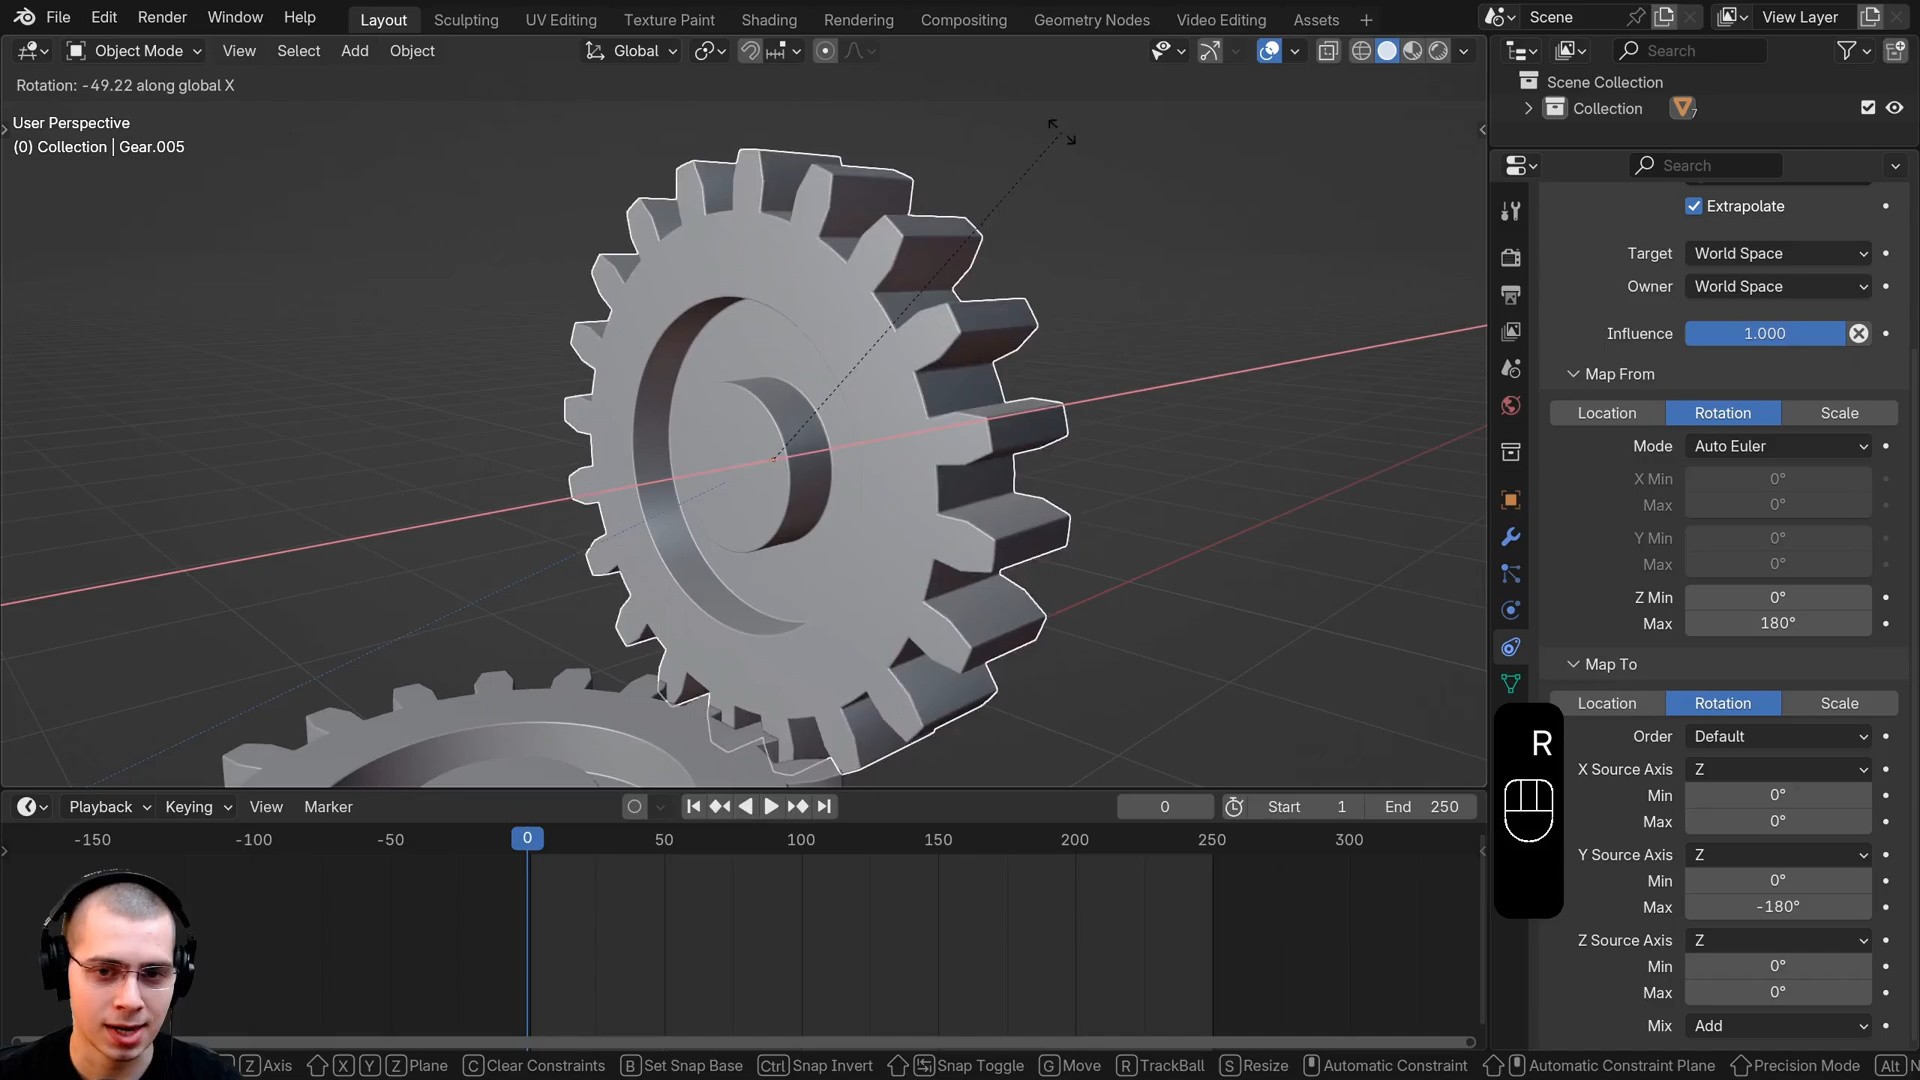 File Edit Render Window Help Layout Sculpting UV Editing Texture Paint Shading Rendering Compositing Geometry Nodes Video Editing Assets + Scene View Layer
Object Mode View Select Add Object Global Search
Rotation: -49.22 along global X
Scene Collection
Collection 7
User Perspective
(0) Collection | Gear.005
Search
Extrapolate
Target World Space
Owner World Space
Influence 1.000
Map From
Location Rotation Scale
Mode Auto Euler
X Min 0°
Max 0°
Y Min 0°
Max 0°
Z Min 0°
Max 180°
Map To
Location Rotation Scale
Order Default
X Source Axis Z
Min 0°
Max 0°
Y Source Axis Z
Min 0°
Max -180°
Z Source Axis Z
Min 0°
Max 0°
Mix Add
R
Playback Keying View Marker 0 Start 1 End 250
-150 -100 -50 0 50 100 150 200 250 300
Z Axis X Y Z Plane C Clear Constraints B Set Snap Base Ctrl Snap Invert Snap Toggle G Move R TrackBall S Resize Automatic Constraint Automatic Constraint Plane Precision Mode Alt